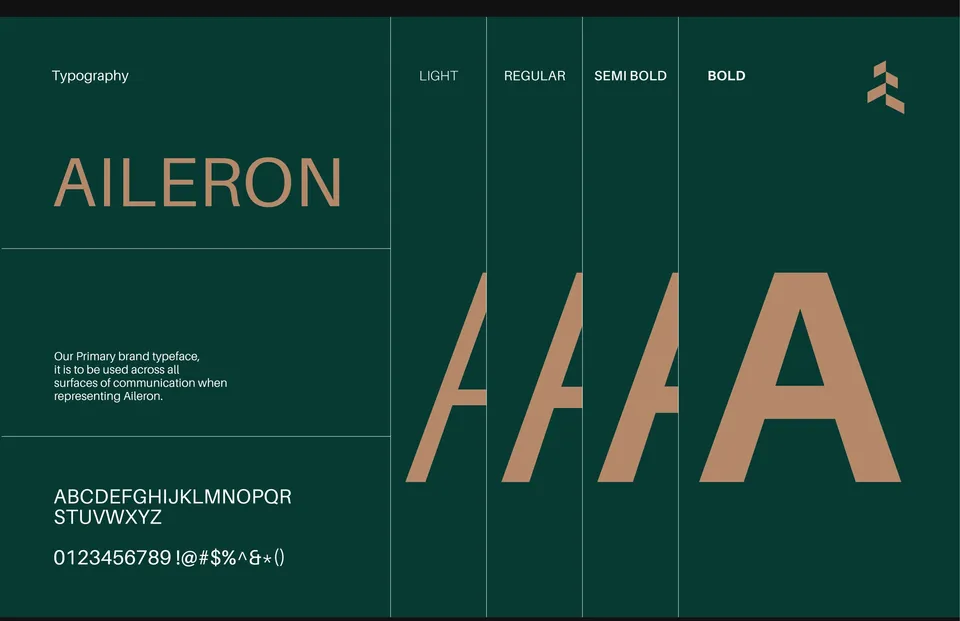 Typography
LIGHT
REGULAR
SEMI BOLD
BOLD
AILERON
Our Primary brand typeface,
it is to be used across all
surfaces of communication when
representing Aileron.
A
A
A
A
ABCDEFGHIJKLMNOPQR
STUVWXYZ
0123456789 !@#$%^&*()